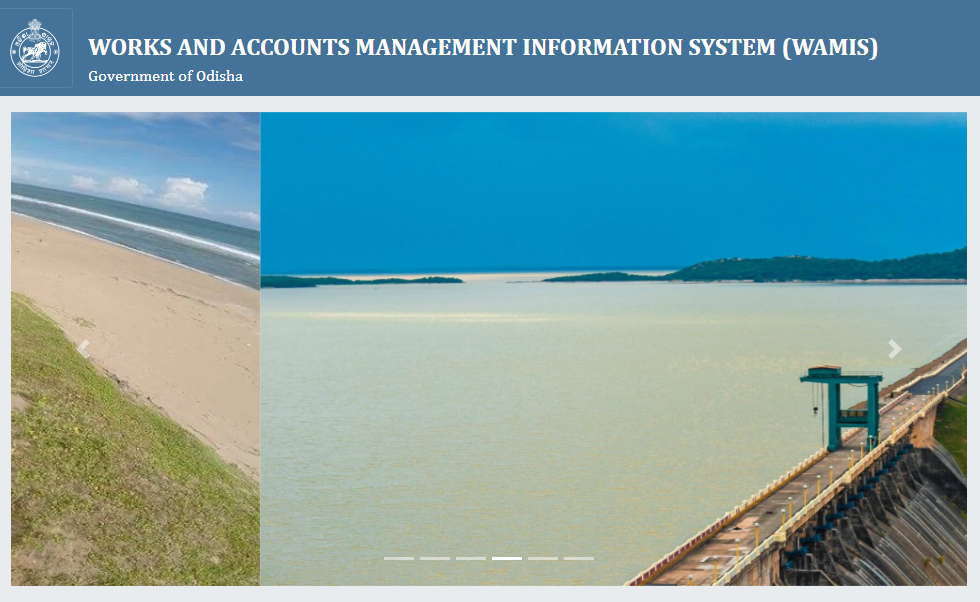 WORKS AND ACCOUNTS MANAGEMENT INFORMATION SYSTEM (WAMIS)
Government of Odisha